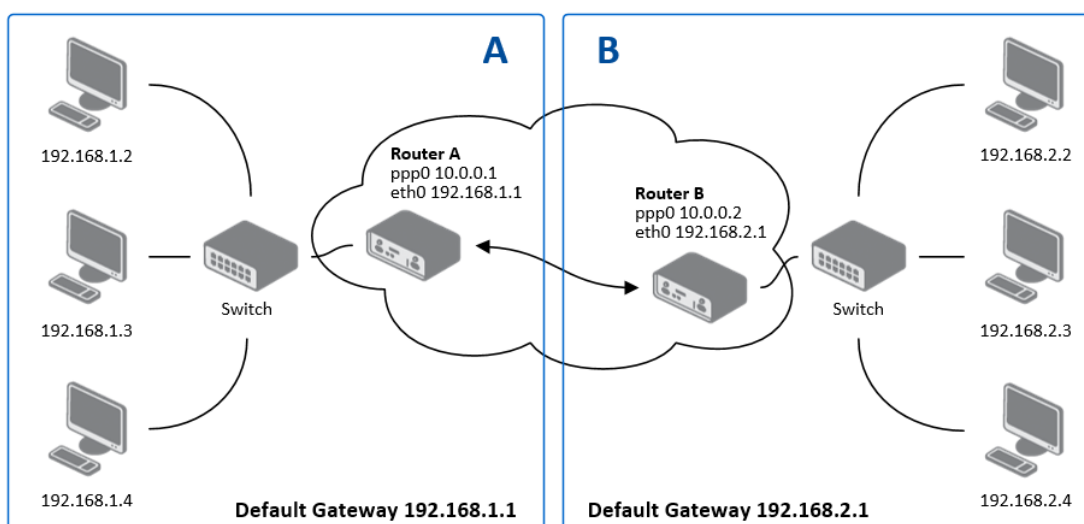 A
B
192.168.1.2
192.168.2.2
Router A
ppp0 10.0.0.1
eth0 192.168.1.1
Router B
ppp0 10.0.0.2
eth0 192.168.2.1
Switch
Switch
192.168.1.3
192.168.2.3
192.168.1.4
192.168.2.4
Default Gateway 192.168.1.1
Default Gateway 192.168.2.1